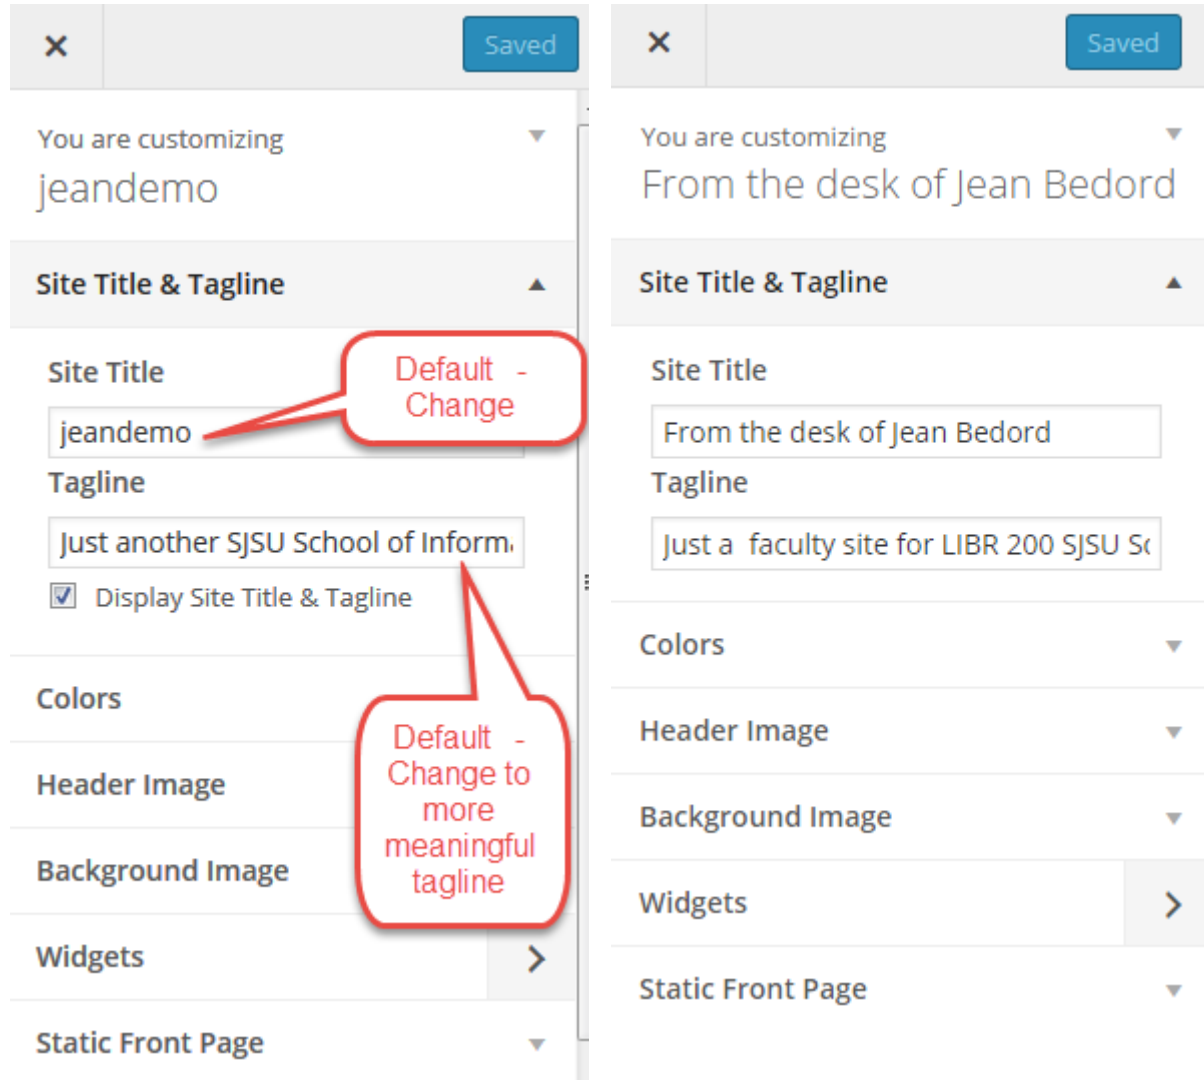 Saved
You are customizing
jeandemo
Site Title & Tagline
Site Title
Default -
Change
jeandemo
Tagline
Just another SJSU School of Inform
Display Site Title & Tagline
Colors
Default -
Change to
more
meaningful
tagline
Header Image
Background Image
Widgets
Static Front Page
Saved
You are customizing
From the desk of Jean Bedord
Site Title & Tagline
Site Title
From the desk of Jean Bedord
Tagline
Just a faculty site for LIBR 200 SJSU Sc
Colors
Header Image
Background Image
Widgets
Static Front Page